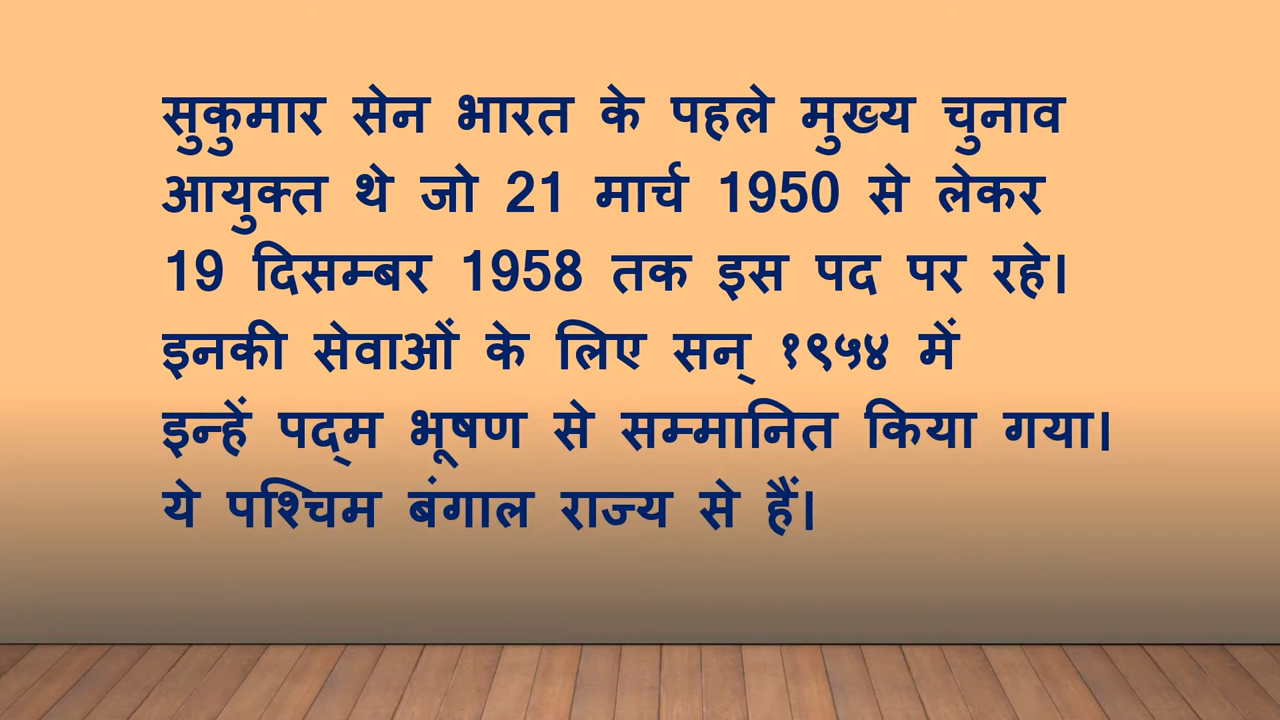 सुकुमार सेन भारत के पहले मुख्य चुनाव
आयुक्त थे जो 21 मार्च 1950 से लेकर
19 दिसम्बर 1958 तक इस पद पर रहे।
इनकी सेवाओं के लिए सन् १९५४ में
इन्हें पद्‌म भूषण से सम्मानित किया गया।
ये पश्चिम बंगाल राज्य से हैं।